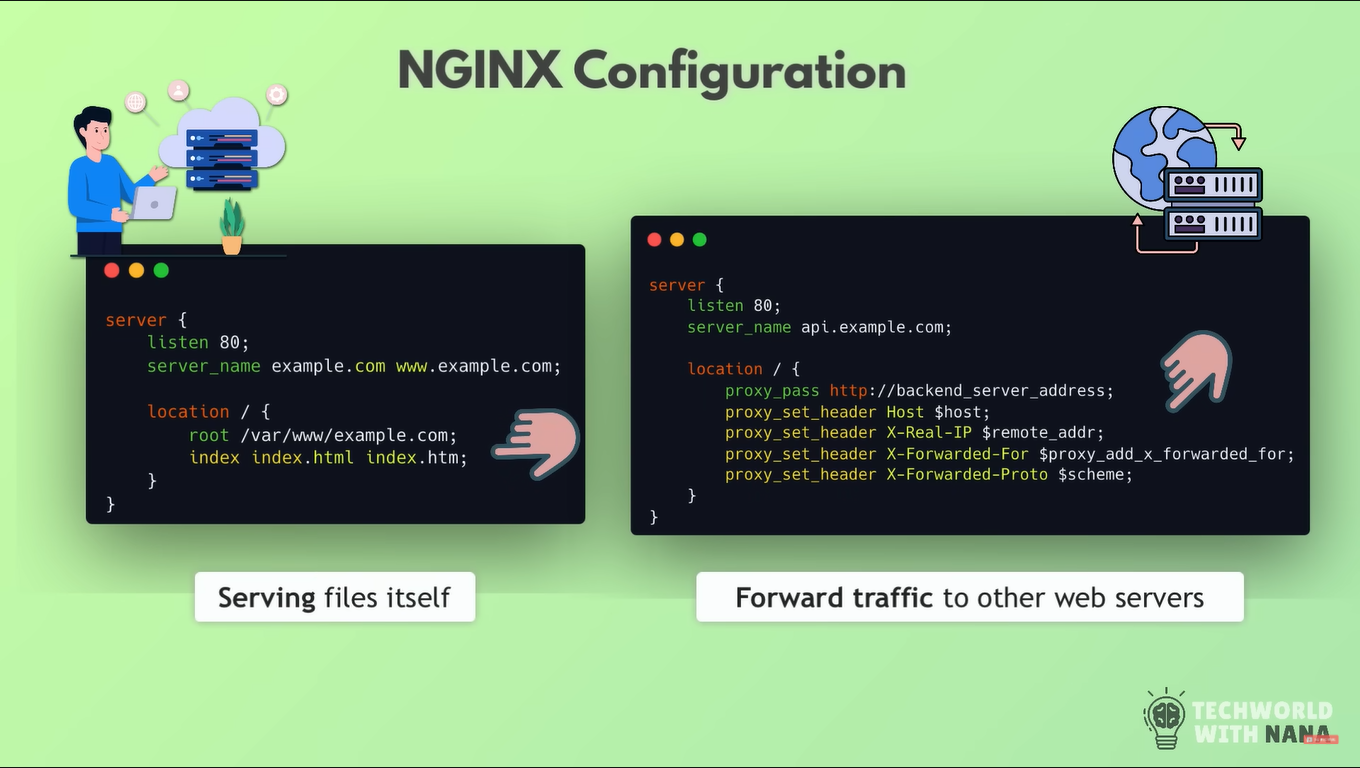 NGINX Configuration
server {
listen 80;
server_name example.com www.example.com;
location / {
root /var/www/example.com;
index index.html index.htm;
}
}
Serving files itself
server {
listen 80;
server_name api.example.com;
location / {
proxy_pass http://backend_server_address;
proxy_set_header Host $host;
proxy_set_header X-Real-IP $remote_addr;
proxy_set_header X-Forwarded-For $proxy_add_x_forwarded_for;
proxy_set_header X-Forwarded-Proto $scheme;
}
}
Forward traffic to other web servers
TECHWORLD
WITH NANA